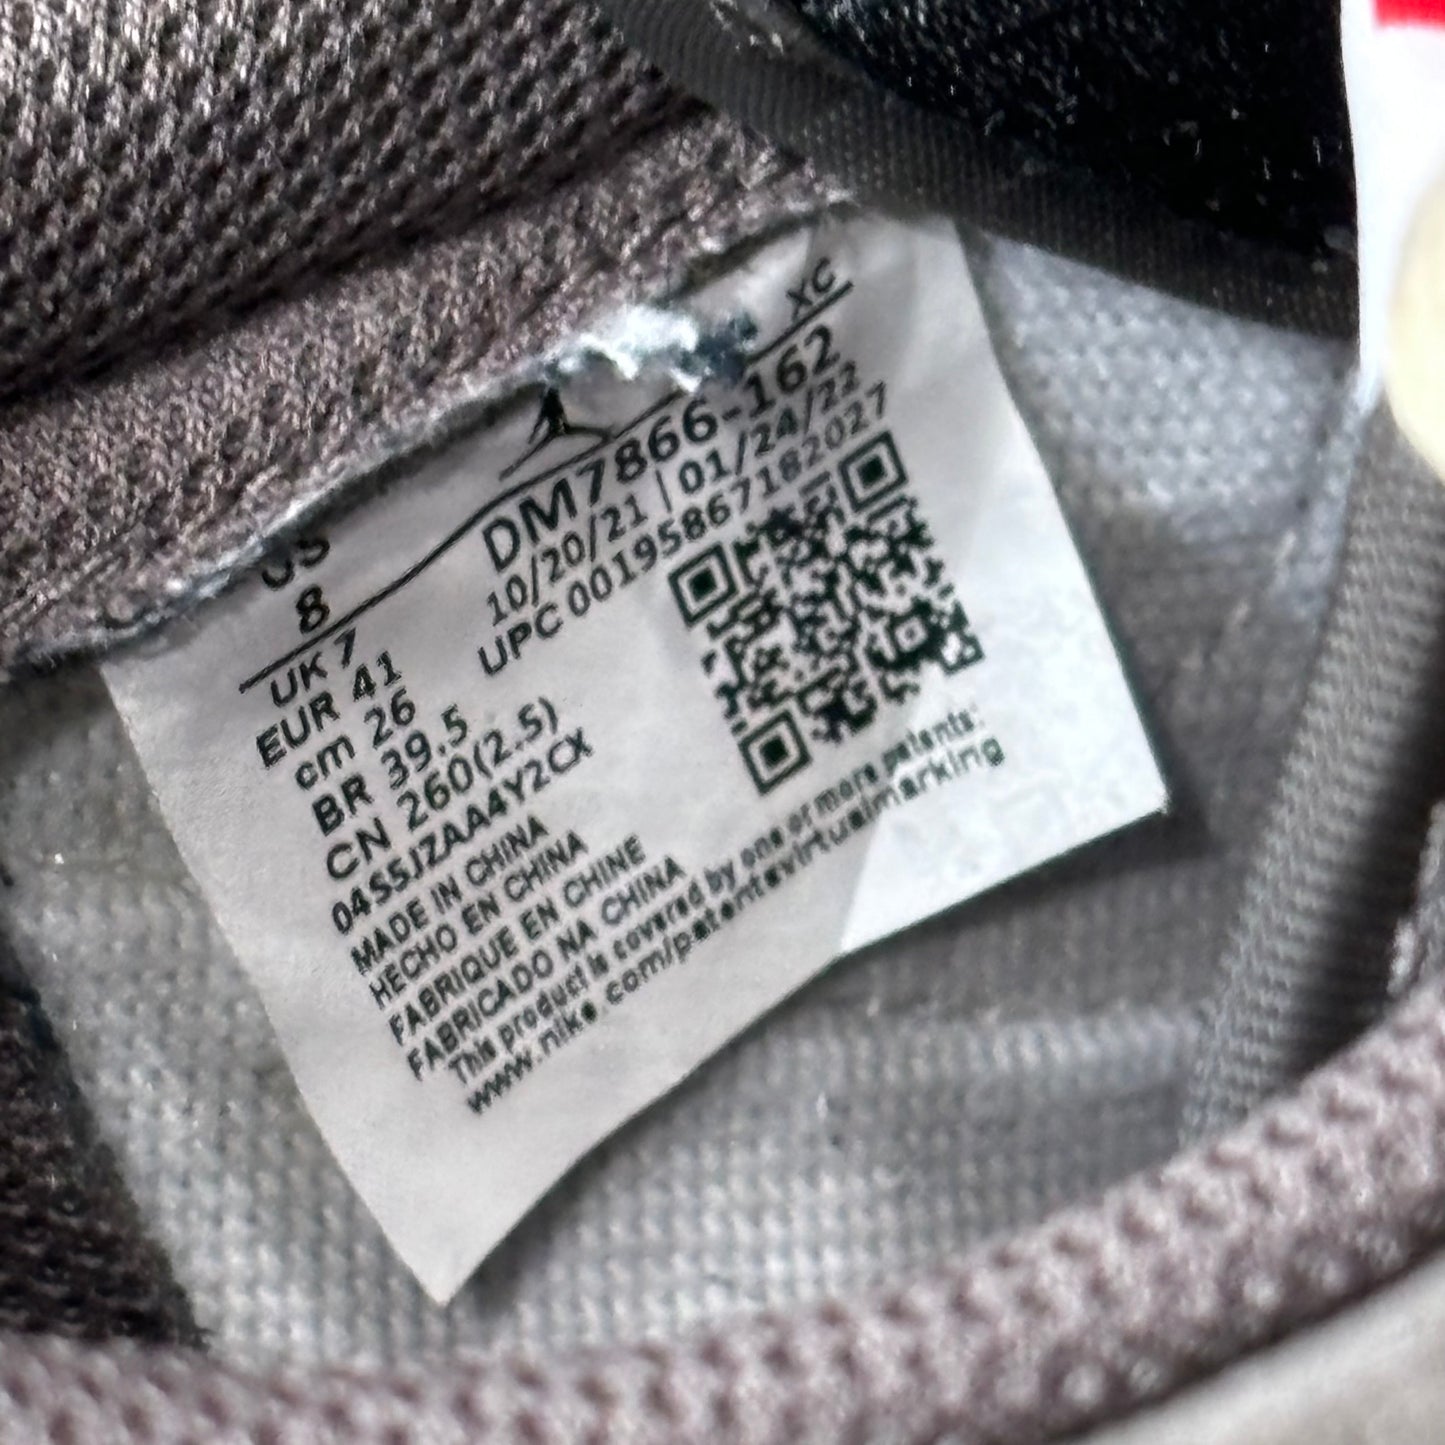 XC
US
8
UK 7
EUR 41
cm 26
BR 39.5
CN 260(2.5)
04S5JZAA4Y2CX
DM7866-162
10/20/21 | 01/24/22
UPC 00195867182027
MADE IN CHINA
HECHO EN CHINA
FABRIQUE EN CHINE
FABRICADO NA CHINA
This product is covered by one or more patents:
www.nike.com/patentsvirtualmarking